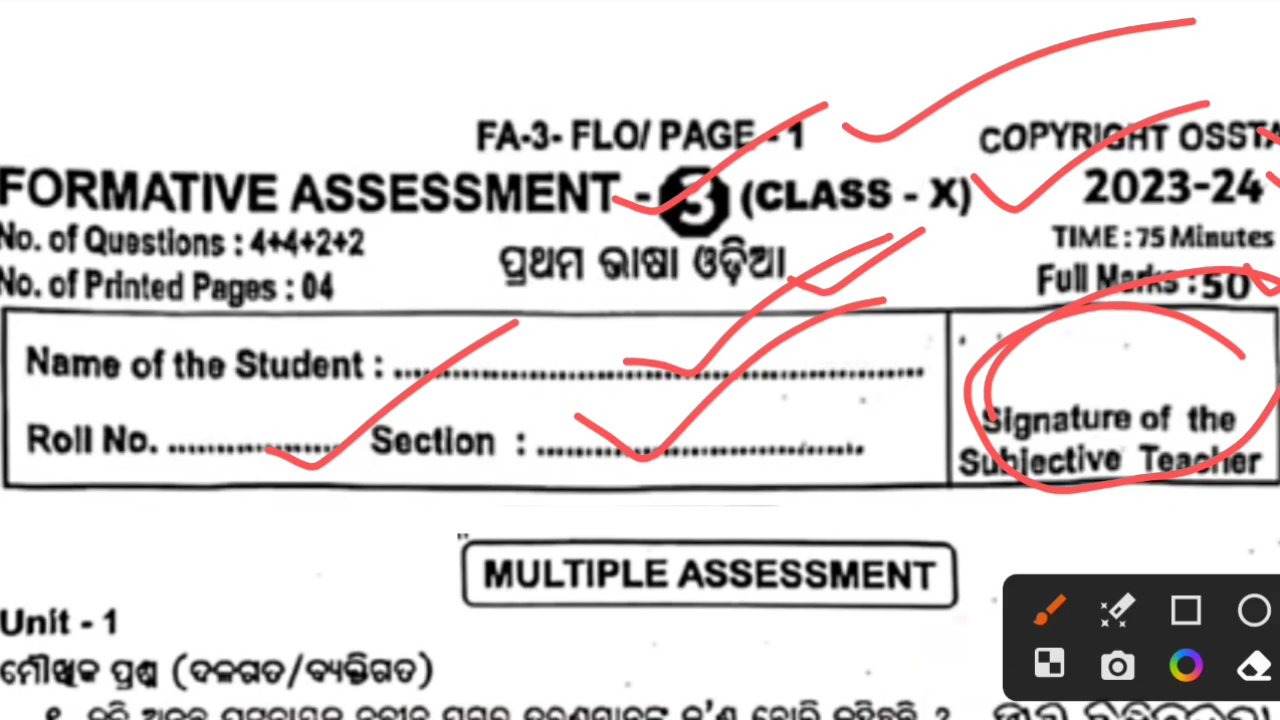 FA-3- FLO/ PAGE - 1
COPYRIGHT OSSTA
FORMATIVE ASSESSMENT - 3 (CLASS - X)
2023-24
No. of Questions : 4+4+2+2
ପ୍ରଥମ ଭାଷା ଓଡ଼ିଆ
TIME : 75 Minutes
No. of Printed Pages : 04
Full Marks : 50
Name of the Student : ................................................
Roll No. .................. Section : ................................
Signature of the
Subjective Teacher
MULTIPLE ASSESSMENT
Unit - 1
ମୌଖିକ ପ୍ରଶ୍ନ (ଦଳଗତ/ବ୍ୟକ୍ତିଗତ)